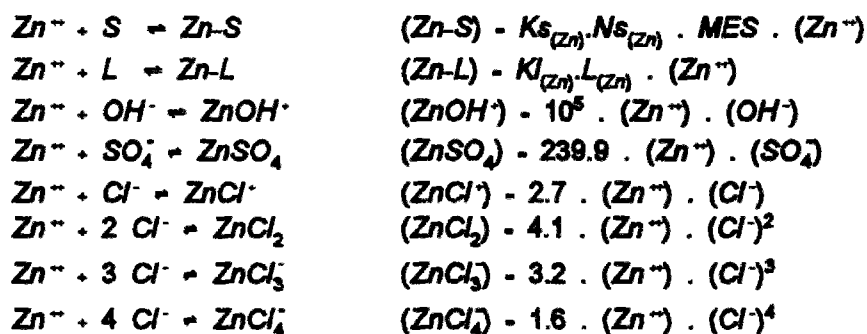 Zn⁺⁺ + S ⇌ Zn-S (Zn-S) = Ks(Zn).Ns(Zn) . MES . (Zn⁺⁺)
Zn⁺⁺ + L ⇌ Zn-L (Zn-L) = Kl(Zn).L(Zn) . (Zn⁺⁺)
Zn⁺⁺ + OH⁻ ⇌ ZnOH⁺ (ZnOH⁺) = 10⁵ . (Zn⁺⁺) . (OH⁻)
Zn⁺⁺ + SO₄⁻ ⇌ ZnSO₄ (ZnSO₄) = 239.9 . (Zn⁺⁺) . (SO₄⁻)
Zn⁺⁺ + Cl⁻ ⇌ ZnCl⁺ (ZnCl⁺) = 2.7 . (Zn⁺⁺) . (Cl⁻)
Zn⁺⁺ + 2 Cl⁻ ⇌ ZnCl₂ (ZnCl₂) = 4.1 . (Zn⁺⁺) . (Cl⁻)²
Zn⁺⁺ + 3 Cl⁻ ⇌ ZnCl₃⁻ (ZnCl₃⁻) = 3.2 . (Zn⁺⁺) . (Cl⁻)³
Zn⁺⁺ + 4 Cl⁻ ⇌ ZnCl₄⁻ (ZnCl₄⁻) = 1.6 . (Zn⁺⁺) . (Cl⁻)⁴